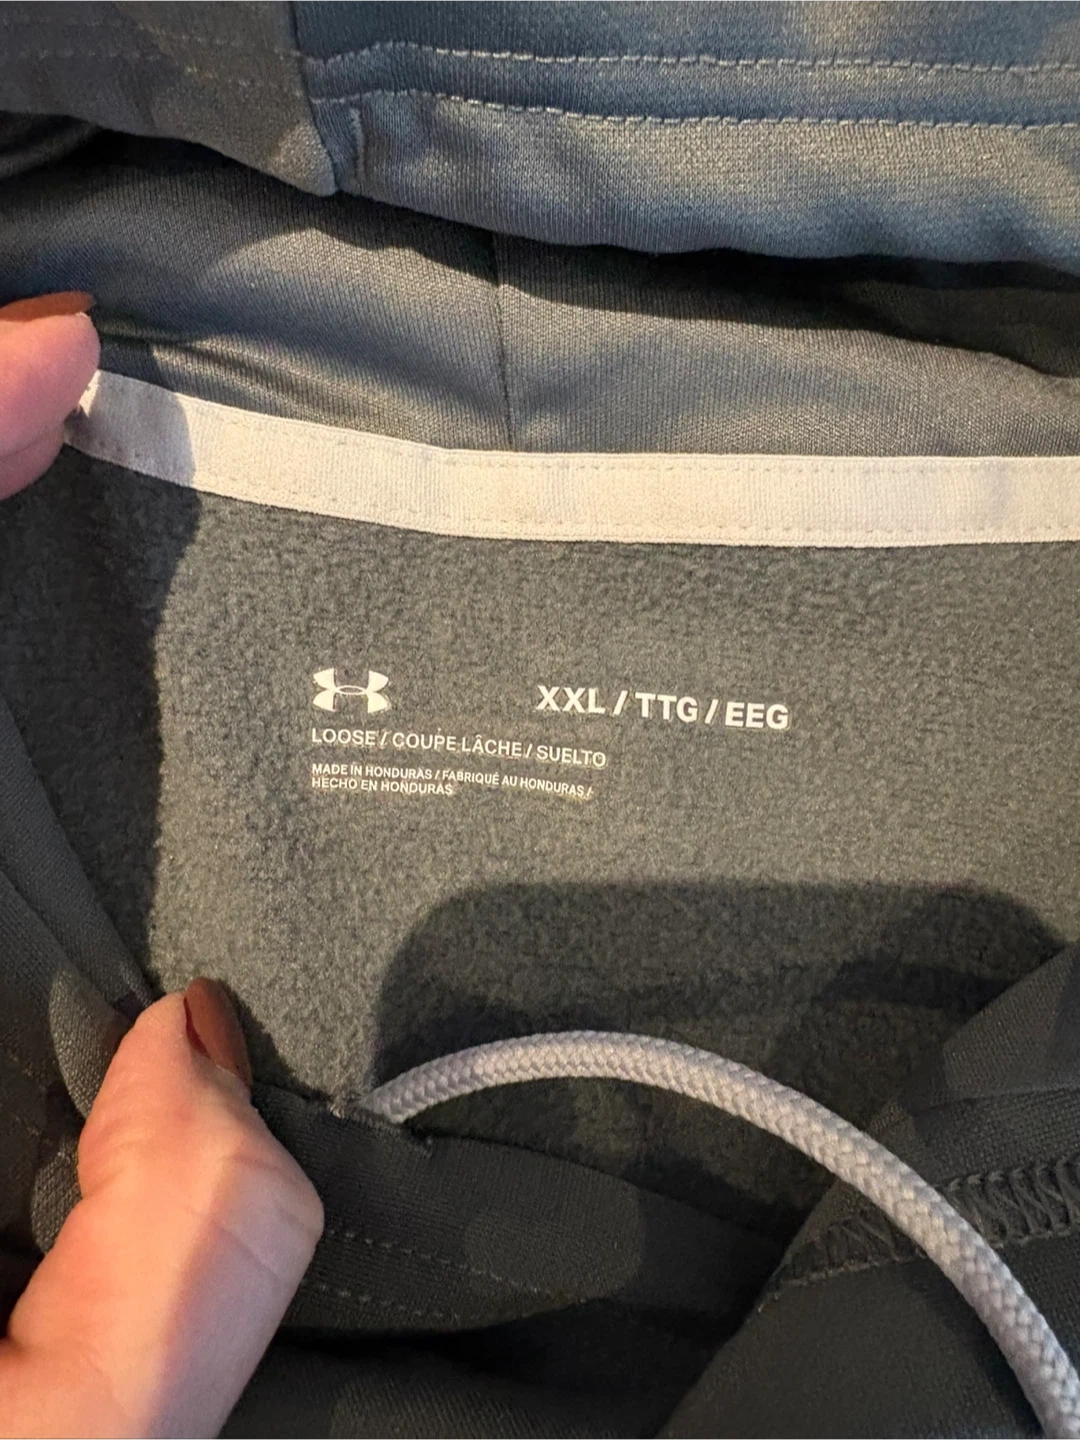 XXL / TTG / EEG
LOOSE / COUPE LÂCHE / SUELTO
MADE IN HONDURAS / FABRIQUÉ AU HONDURAS /
HECHO EN HONDURAS